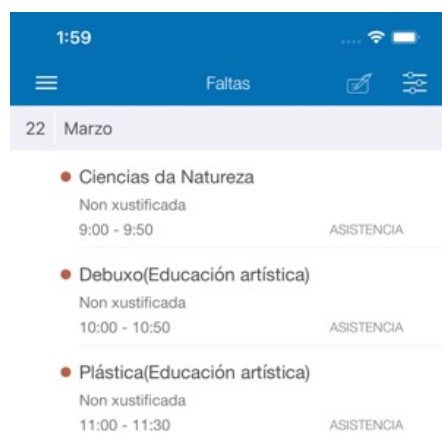 1:59
Faltas
22 Marzo
Ciencias da Natureza
Non xustificada
9:00 - 9:50 ASISTENCIA
Debuxo(Educación artística)
Non xustificada
10:00 - 10:50 ASISTENCIA
Plástica(Educación artística)
Non xustificada
11:00 - 11:30 ASISTENCIA